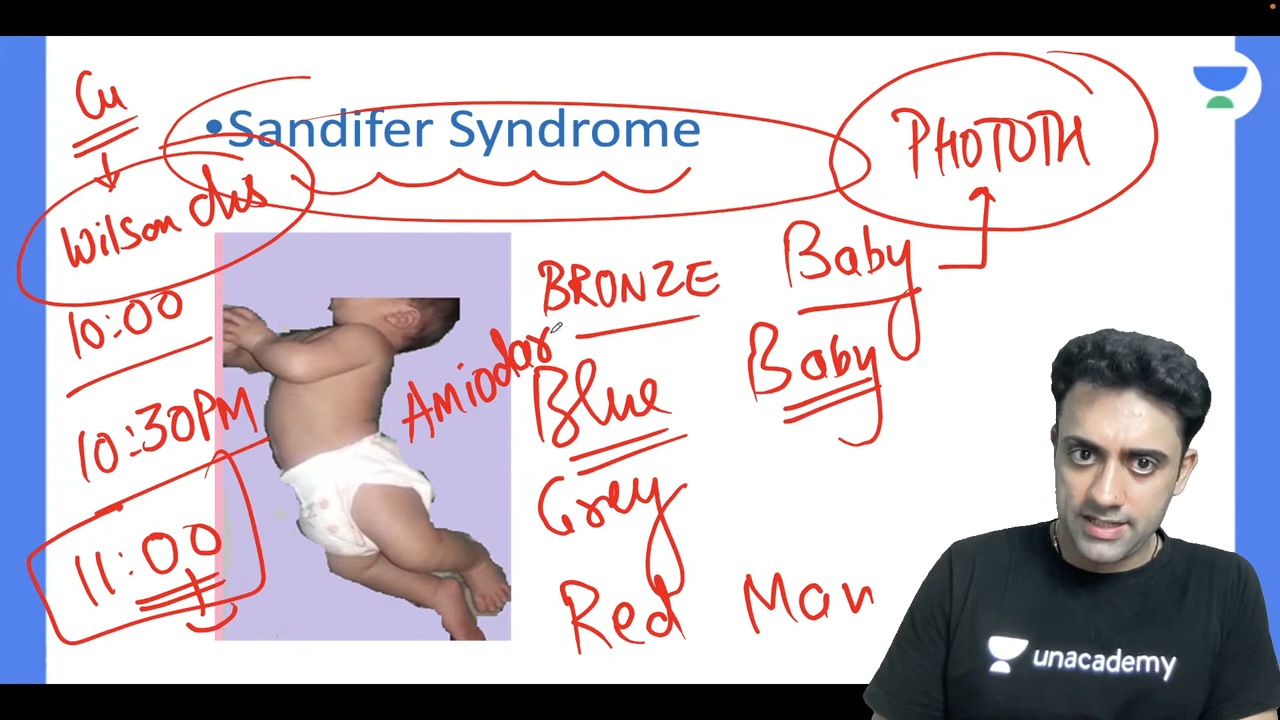 Cu
• Sandifer Syndrome
PHOTOTH
Wilson
BRONZE Baby
10:00
Amiodar
Blue Baby
10:30PM
Grey
11:00
Red Man
unacademy